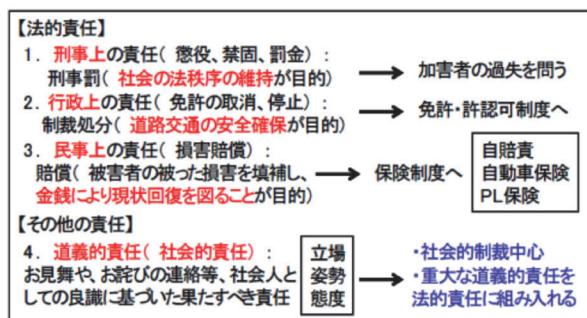 【法的責任】
1．刑事上の責任（ 懲役、禁固、罰金）：
刑事罰（ 社会の法秩序の維持が目的） → 加害者の過失を問う
2．行政上の責任（ 免許の取消、停止）：
制裁処分（ 道路交通の安全確保が目的） → 免許・許認可制度へ
3．民事上の責任（ 損害賠償）：
賠償（ 被害者の被った損害を填補し、
金銭により現状回復を図ることが目的） → 保険制度へ
自賠責
自動車保険
PL保険
【その他の責任】
4．道義的責任（ 社会的責任）：
お見舞や、お詫びの連絡等、社会人と
しての良識に基づいた果たすべき責任
立場
姿勢
態度
→
・社会的制裁中心
・重大な道義的責任を
法的責任に組み入れる